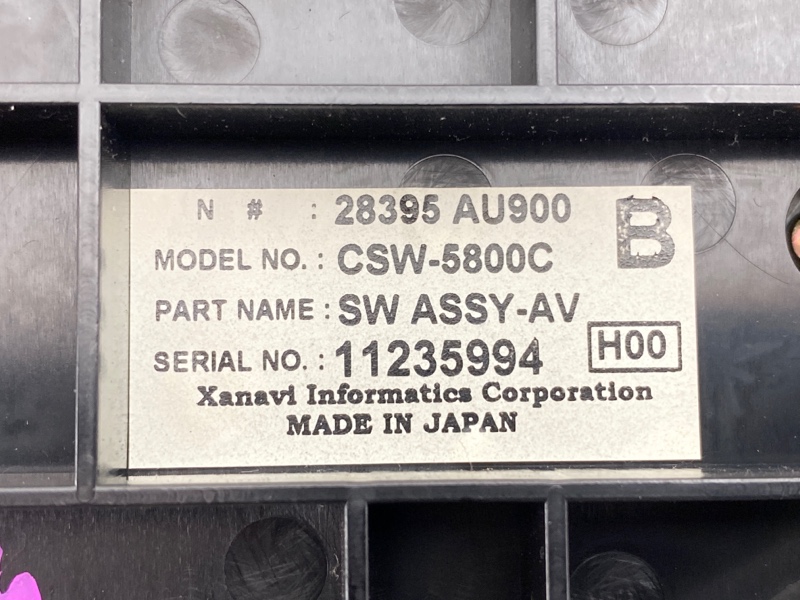 N # : 28395 AU900 B
MODEL NO. : CSW-5800C
PART NAME : SW ASSY-AV
SERIAL NO. : 11235994 H00
Xanavi Informatics Corporation
MADE IN JAPAN